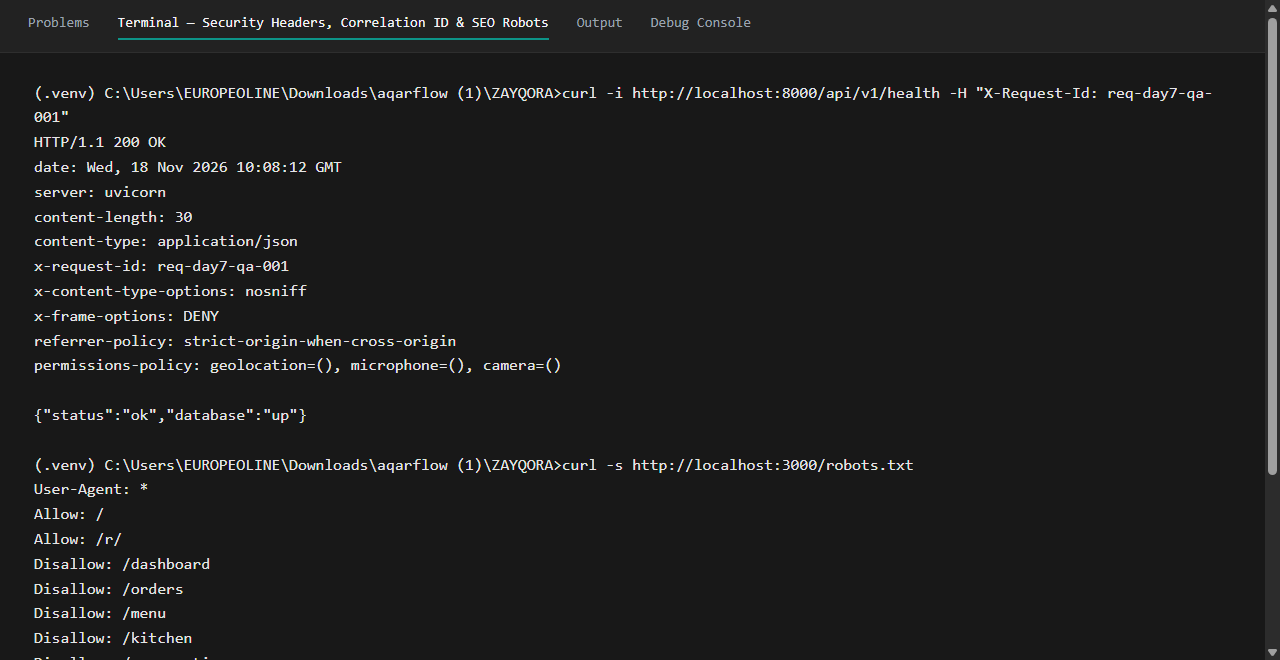 Problems Terminal — Security Headers, Correlation ID & SEO Robots Output Debug Console
(.venv) C:\Users\EUROPEOLINE\Downloads\aqarflow (1)\ZAYQORA>curl -i http://localhost:8000/api/v1/health -H "X-Request-Id: req-day7-qa-
001"
HTTP/1.1 200 OK
date: Wed, 18 Nov 2026 10:08:12 GMT
server: uvicorn
content-length: 30
content-type: application/json
x-request-id: req-day7-qa-001
x-content-type-options: nosniff
x-frame-options: DENY
referrer-policy: strict-origin-when-cross-origin
permissions-policy: geolocation=(), microphone=(), camera=()
{"status":"ok","database":"up"}
(.venv) C:\Users\EUROPEOLINE\Downloads\aqarflow (1)\ZAYQORA>curl -s http://localhost:3000/robots.txt
User-Agent: *
Allow: /
Allow: /r/
Disallow: /dashboard
Disallow: /orders
Disallow: /menu
Disallow: /kitchen